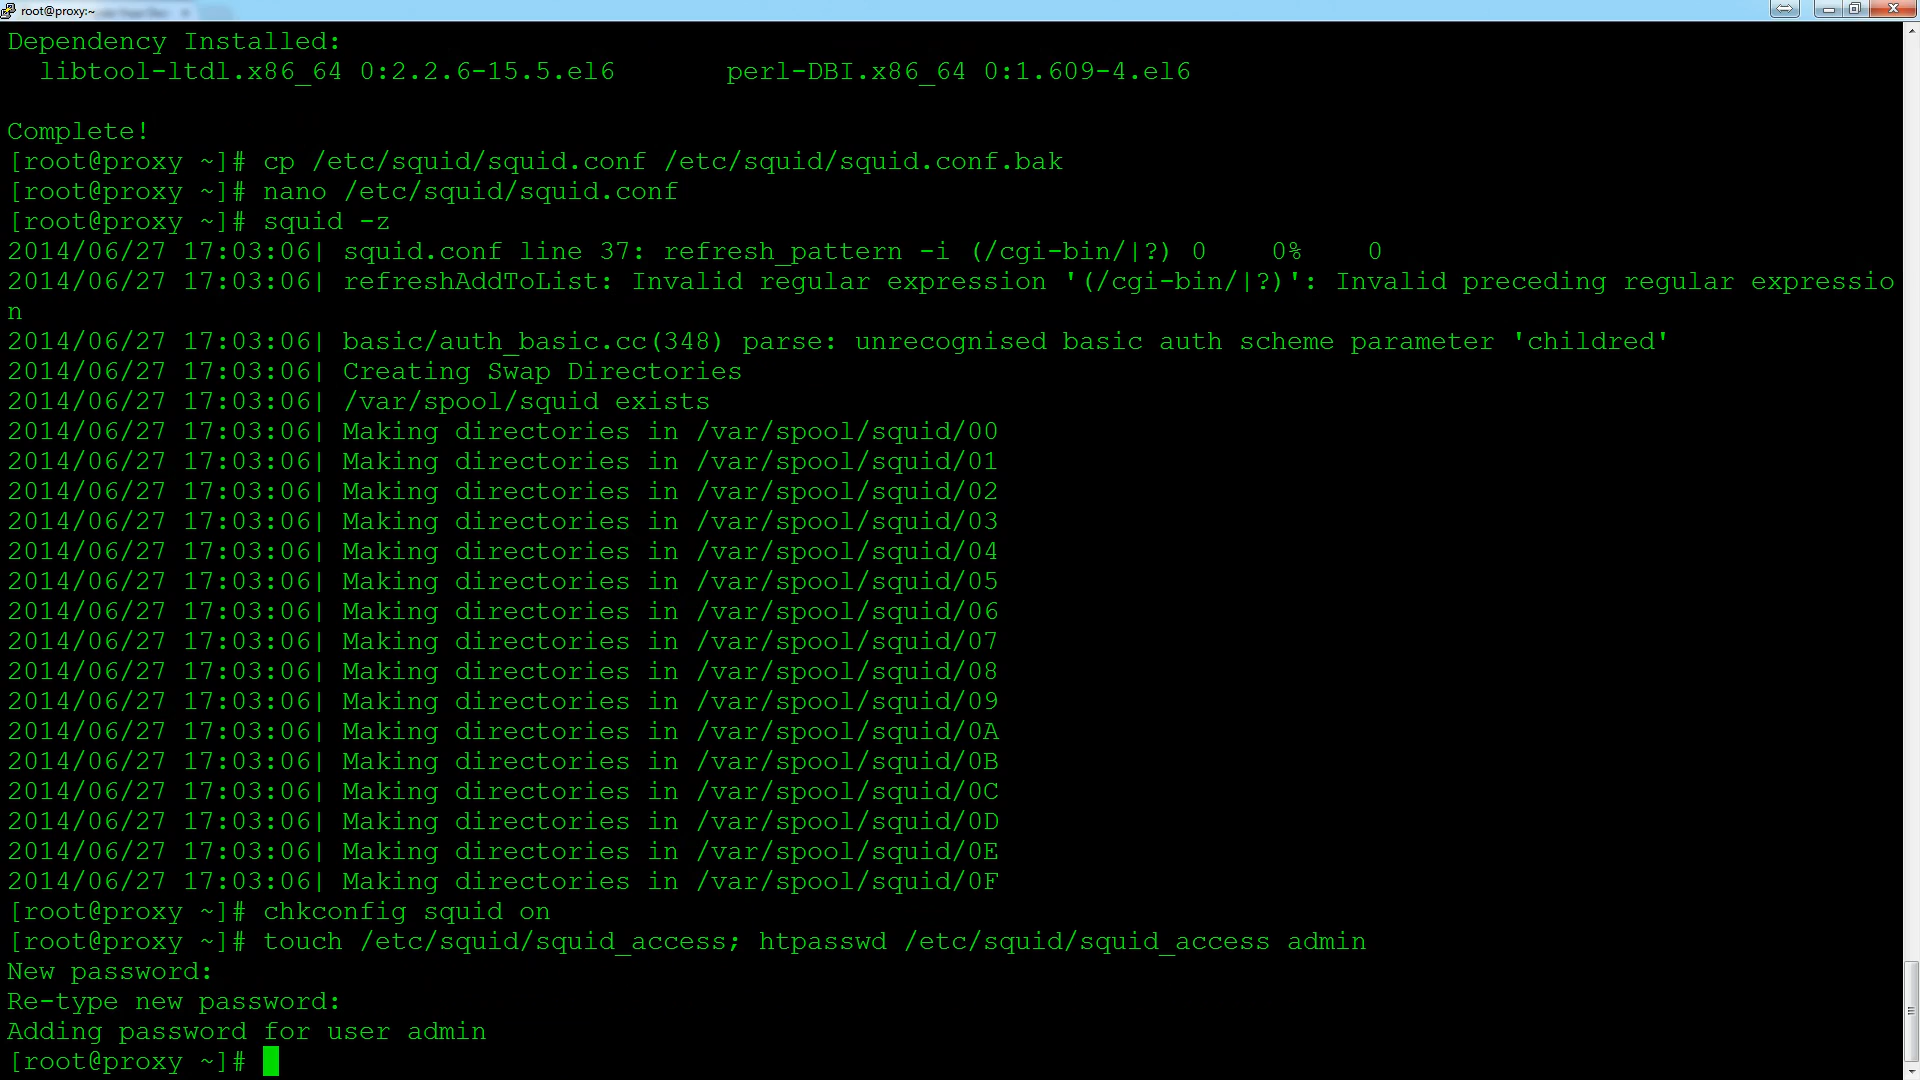 root@proxy:~
Dependency Installed:
  libtool-ltdl.x86_64 0:2.2.6-15.5.el6       perl-DBI.x86_64 0:1.609-4.el6
Complete!
[root@proxy ~]# cp /etc/squid/squid.conf /etc/squid/squid.conf.bak
[root@proxy ~]# nano /etc/squid/squid.conf
[root@proxy ~]# squid -z
2014/06/27 17:03:06| squid.conf line 37: refresh_pattern -i (/cgi-bin/|?) 0    0%    0
2014/06/27 17:03:06| refreshAddToList: Invalid regular expression '(/cgi-bin/|?)': Invalid preceding regular expressio
n
2014/06/27 17:03:06| basic/auth_basic.cc(348) parse: unrecognised basic auth scheme parameter 'childred'
2014/06/27 17:03:06| Creating Swap Directories
2014/06/27 17:03:06| /var/spool/squid exists
2014/06/27 17:03:06| Making directories in /var/spool/squid/00
2014/06/27 17:03:06| Making directories in /var/spool/squid/01
2014/06/27 17:03:06| Making directories in /var/spool/squid/02
2014/06/27 17:03:06| Making directories in /var/spool/squid/03
2014/06/27 17:03:06| Making directories in /var/spool/squid/04
2014/06/27 17:03:06| Making directories in /var/spool/squid/05
2014/06/27 17:03:06| Making directories in /var/spool/squid/06
2014/06/27 17:03:06| Making directories in /var/spool/squid/07
2014/06/27 17:03:06| Making directories in /var/spool/squid/08
2014/06/27 17:03:06| Making directories in /var/spool/squid/09
2014/06/27 17:03:06| Making directories in /var/spool/squid/0A
2014/06/27 17:03:06| Making directories in /var/spool/squid/0B
2014/06/27 17:03:06| Making directories in /var/spool/squid/0C
2014/06/27 17:03:06| Making directories in /var/spool/squid/0D
2014/06/27 17:03:06| Making directories in /var/spool/squid/0E
2014/06/27 17:03:06| Making directories in /var/spool/squid/0F
[root@proxy ~]# chkconfig squid on
[root@proxy ~]# touch /etc/squid/squid_access; htpasswd /etc/squid/squid_access admin
New password:
Re-type new password:
Adding password for user admin
[root@proxy ~]#